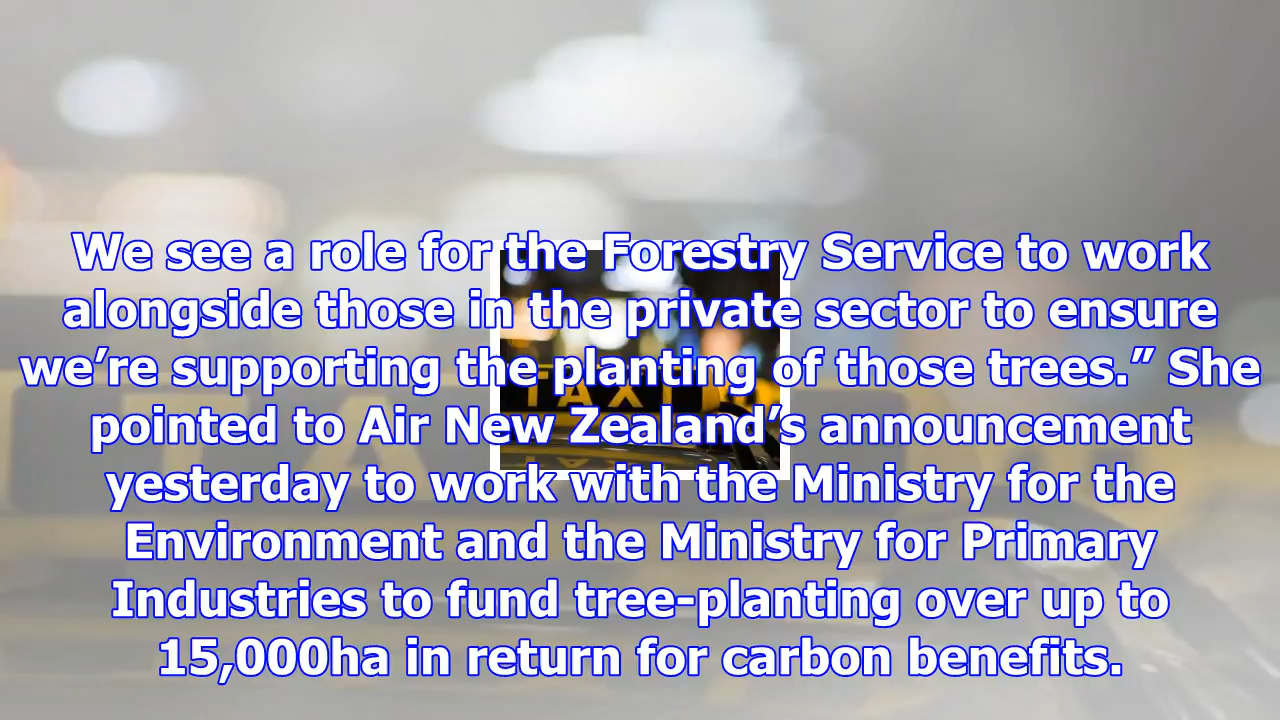 We see a role for the Forestry Service to work
alongside those in the private sector to ensure
we’re supporting the planting of those trees.” She
pointed to Air New Zealand’s announcement
yesterday to work with the Ministry for the
Environment and the Ministry for Primary
Industries to fund tree-planting over up to
15,000ha in return for carbon benefits.
TAXI